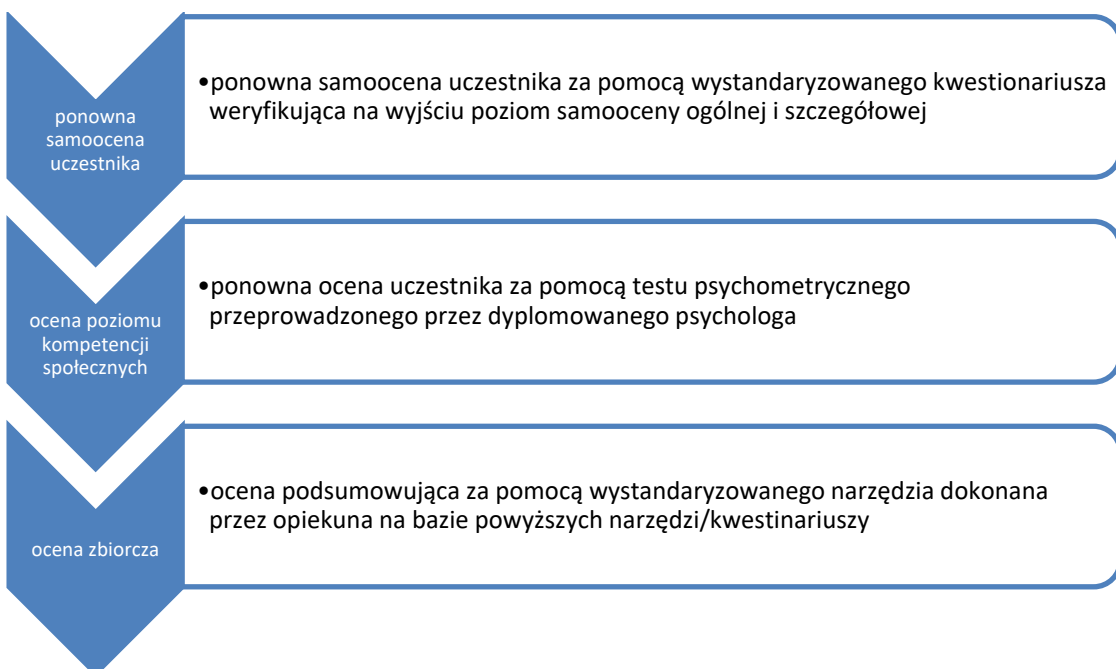 ponowna
samoocena
uczestnika
•ponowna samoocena uczestnika za pomocą wystandaryzowanego kwestionariusza
weryfikująca na wyjściu poziom samooceny ogólnej i szczegółowej
ocena poziomu
kompetencji
społecznych
•ponowna ocena uczestnika za pomocą testu psychometrycznego
przeprowadzonego przez dyplomowanego psychologa
ocena zbiorcza
•ocena podsumowująca za pomocą wystandaryzowanego narzędzia dokonana
przez opiekuna na bazie powyższych narzędzi/kwestinariuszy